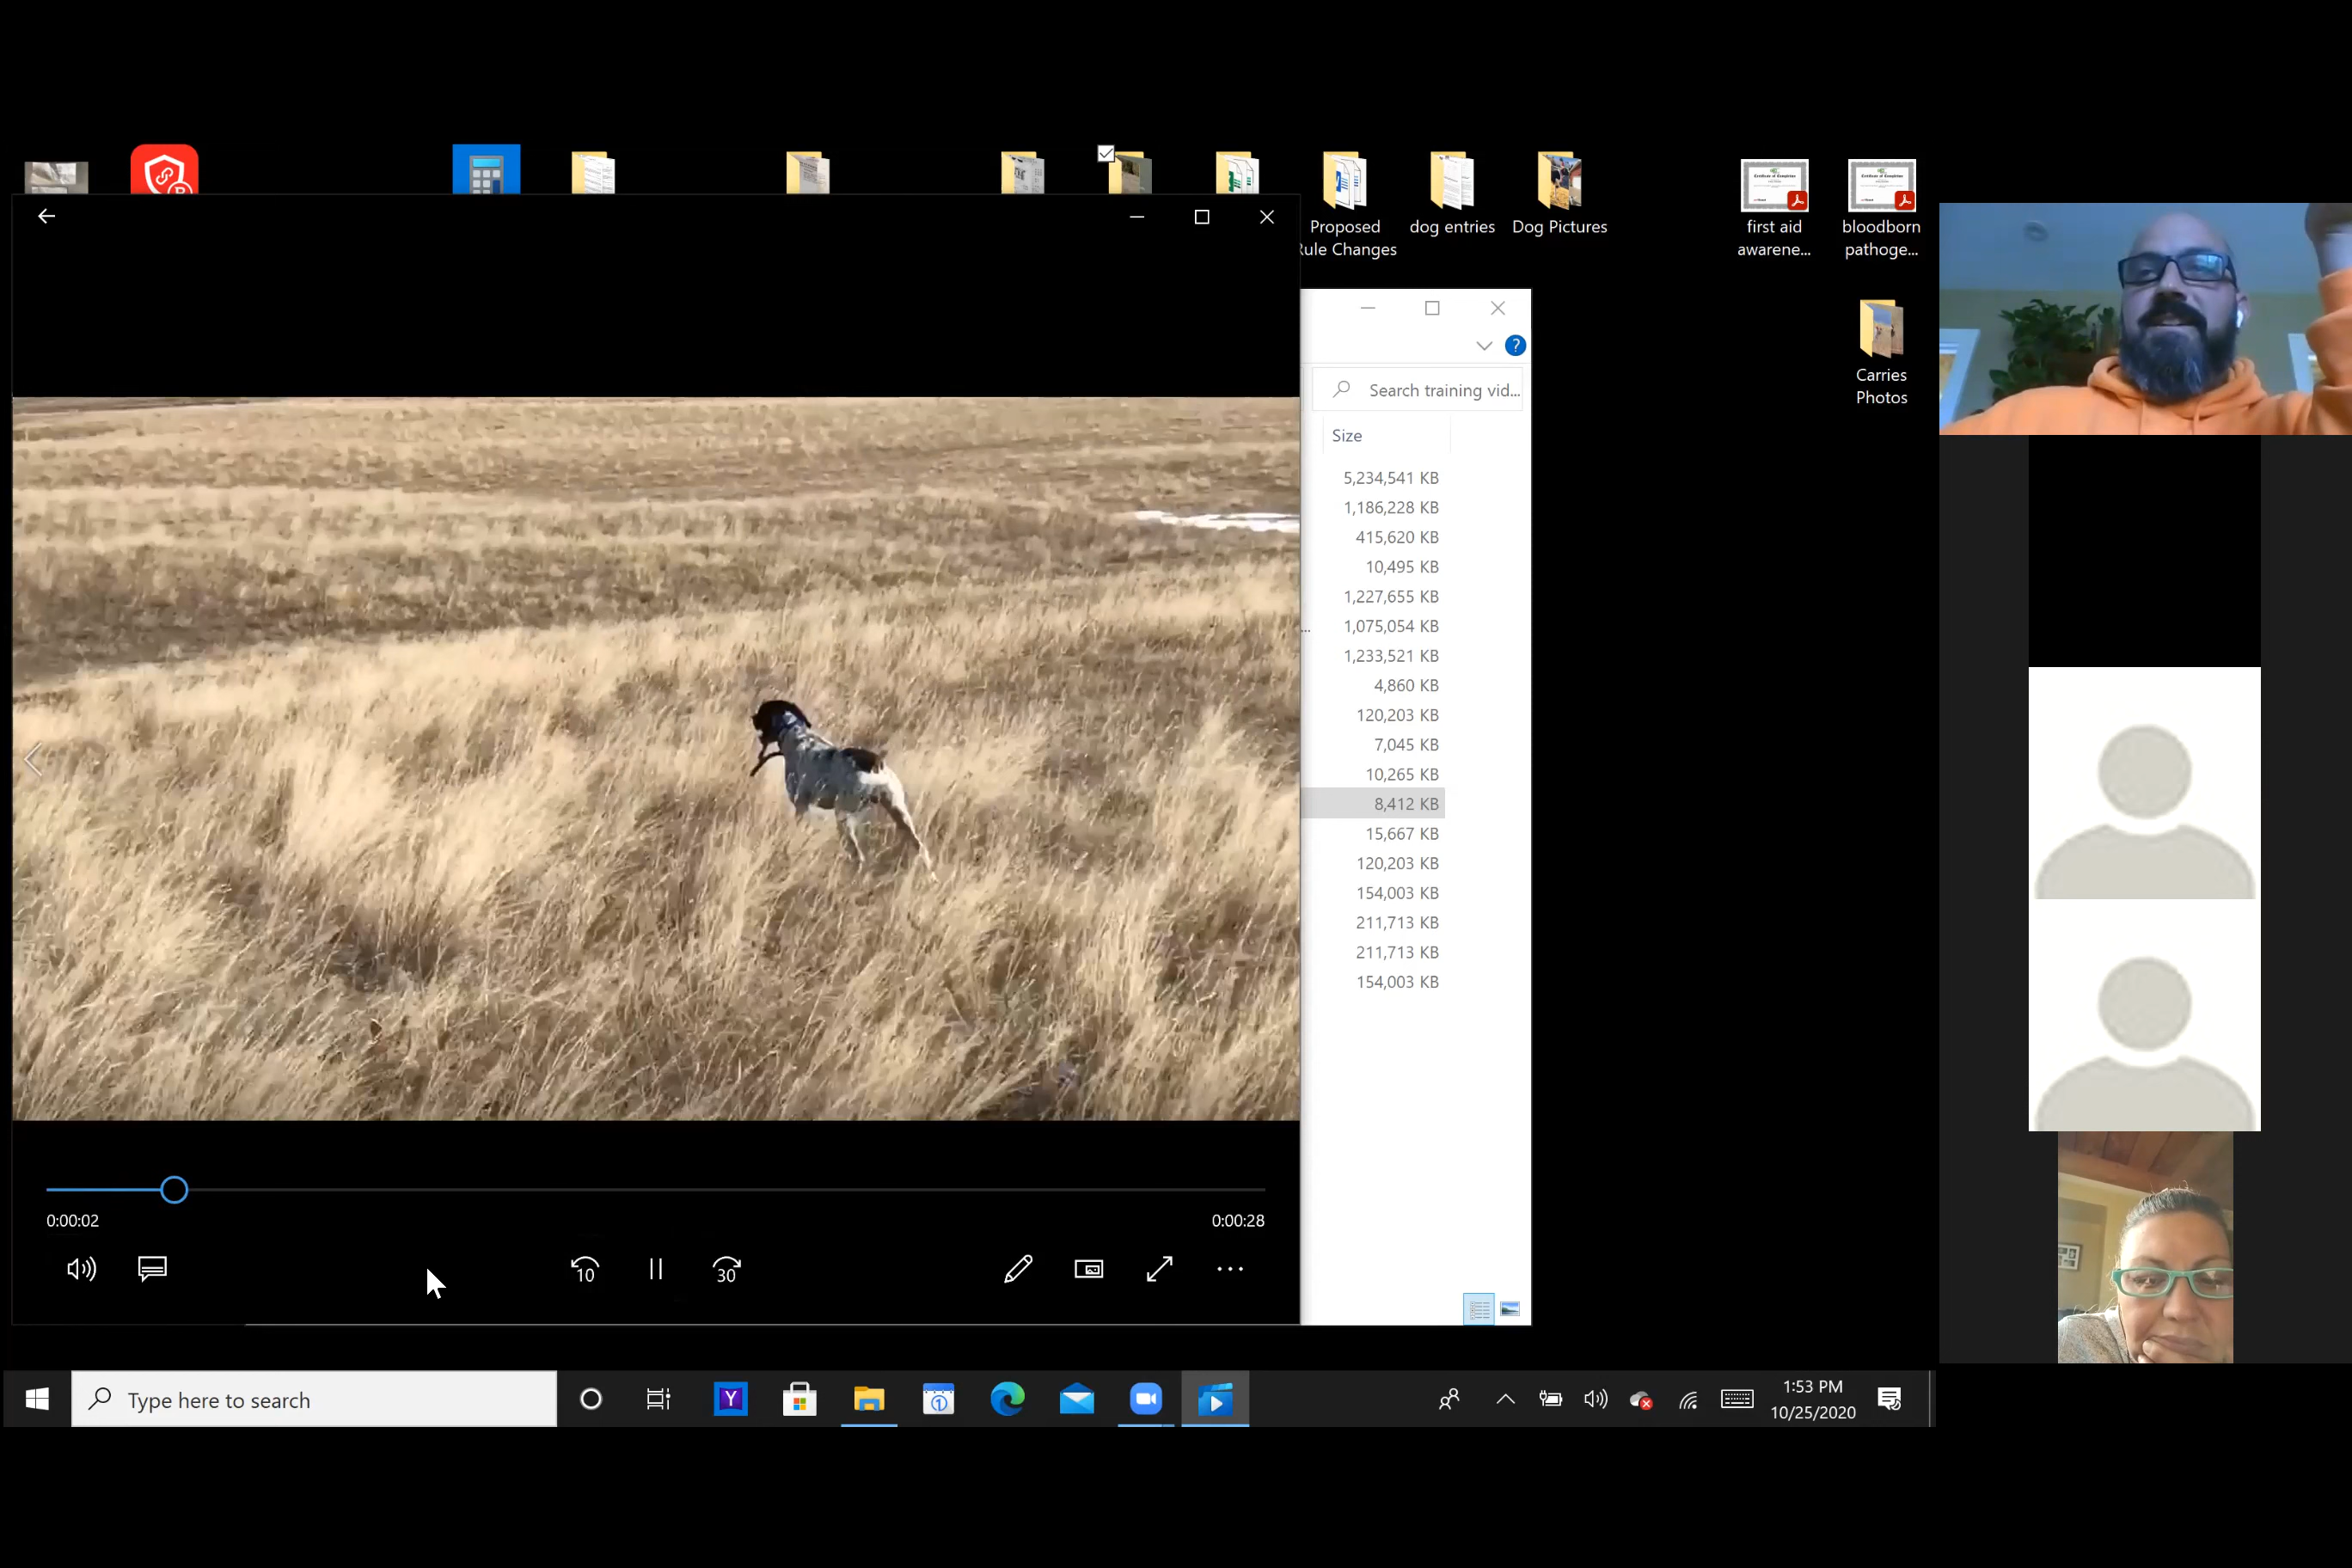 Proposed
Rule Changes
dog entries
Dog Pictures
first aid
awarene...
bloodborn
pathoge...
Carries
Photos
?
Search training vid...
Size
5,234,541 KB
1,186,228 KB
415,620 KB
10,495 KB
1,227,655 KB
...
1,075,054 KB
1,233,521 KB
4,860 KB
120,203 KB
7,045 KB
10,265 KB
8,412 KB
15,667 KB
120,203 KB
154,003 KB
211,713 KB
211,713 KB
154,003 KB
0:00:02
0:00:28
10
30
Type here to search
Y
1:53 PM
10/25/2020